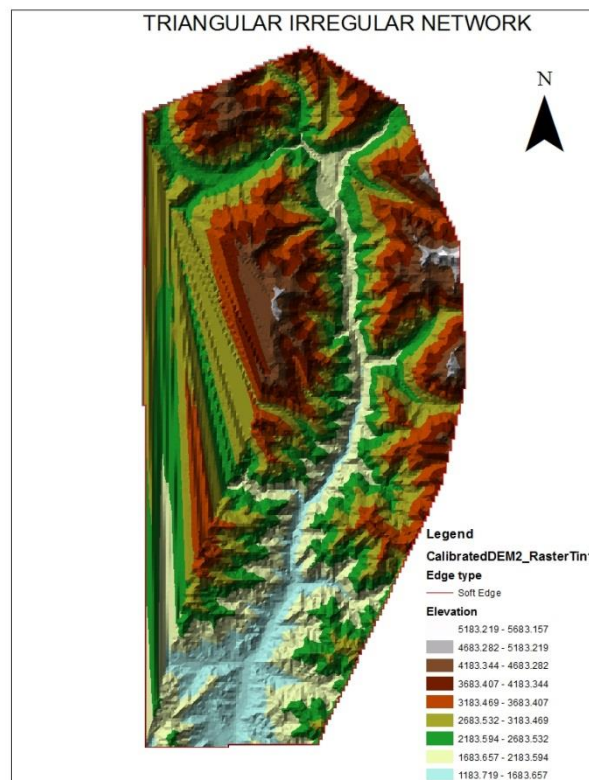 TRIANGULAR IRREGULAR NETWORK
N
Legend
CalibratedDEM2_RasterTin1
Edge type
Soft Edge
Elevation
5183.219 - 5683.157
4683.282 - 5183.219
4183.344 - 4683.282
3683.407 - 4183.344
3183.469 - 3683.407
2683.532 - 3183.469
2183.594 - 2683.532
1683.657 - 2183.594
1183.719 - 1683.657